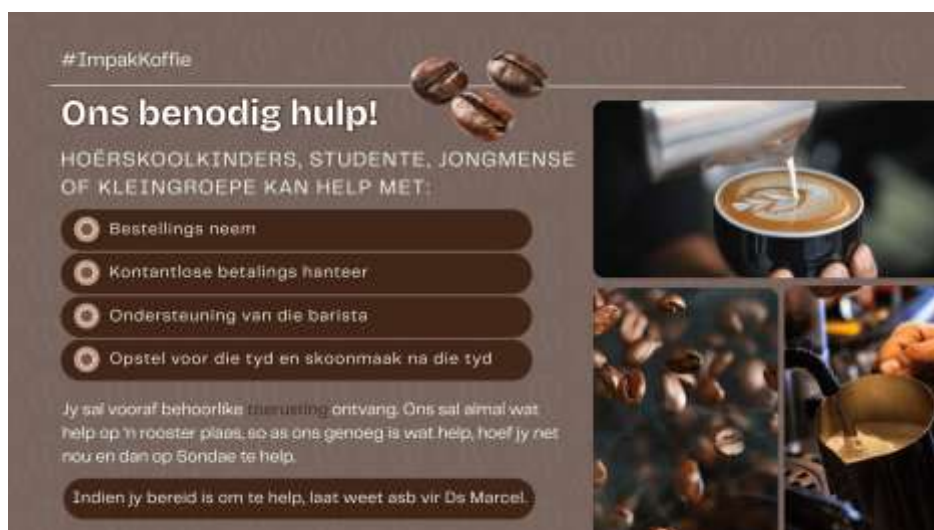 #ImpakKoffie
Ons benodig hulp!
HOËRSKOOLKINDERS, STUDENTE, JONGMENSE
OF KLEINGROEPE KAN HELP MET:
Bestellings neem
Kontantlose betalings hanteer
Ondersteuning van die barista
Opstel voor die tyd en skoonmaak na die tyd
Jy sal vooraf behoorlike toerusting ontvang. Ons sal almal wat
help op 'n rooster plaas, so as ons genoeg is wat help, hoef jy net
nou en dan op Sondae te help.
Indien jy bereid is om te help, laat weet asb vir Ds Marcel.